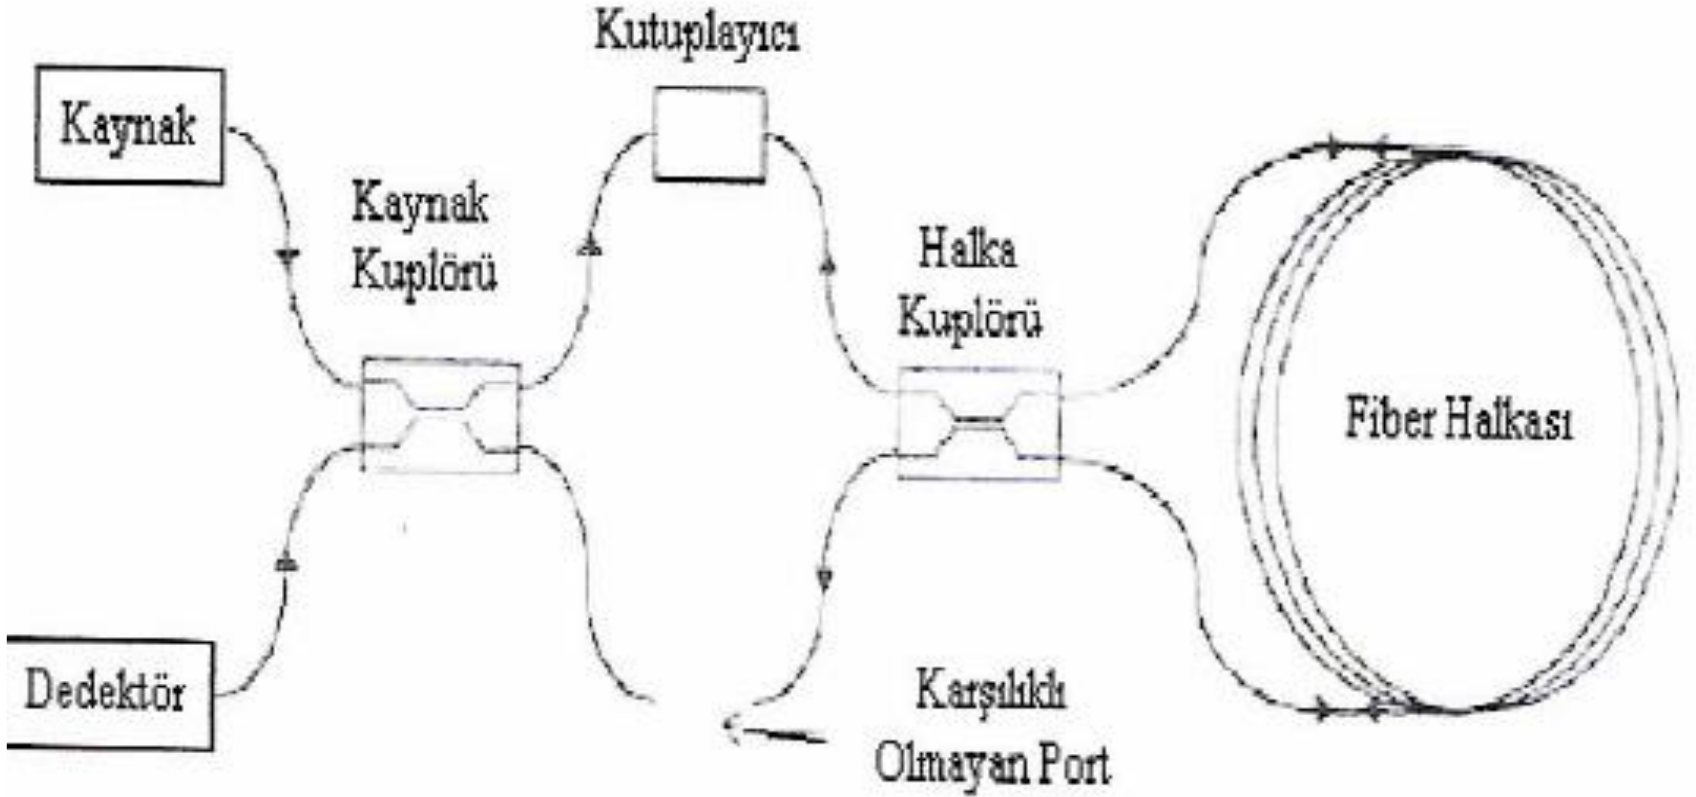 Kutuplayıcı
Kaynak
Kaynak
Kuplörü
Halka
Kuplörü
Fiber Halkası
Dedektör
Karşılıklı
Olmayan Port